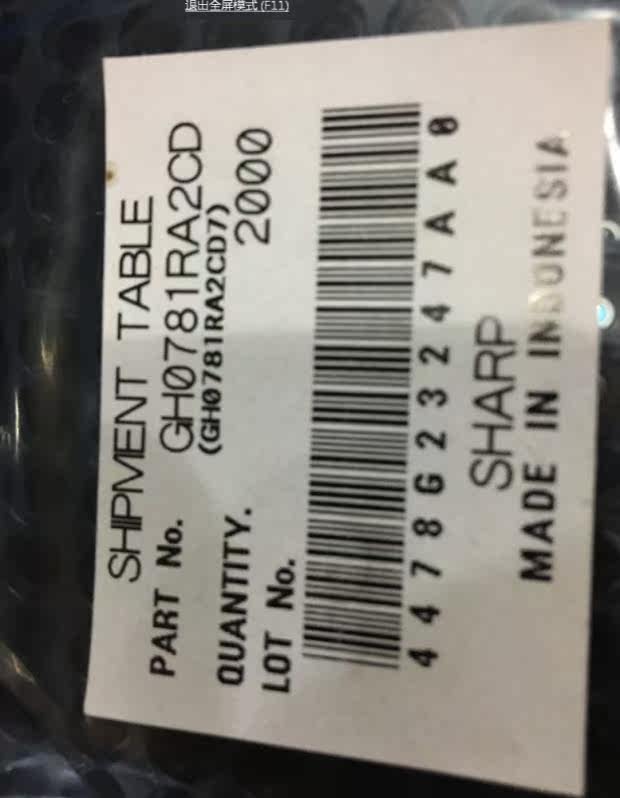 退出全屏模式 (F11)
SHIPMENT TABLE
PART No. GH0781RA2CD
(GH0781RA2CD7)
QUANTITY. 2000
LOT No.
4478G23247AA0
SHARP
MADE IN INDONESIA